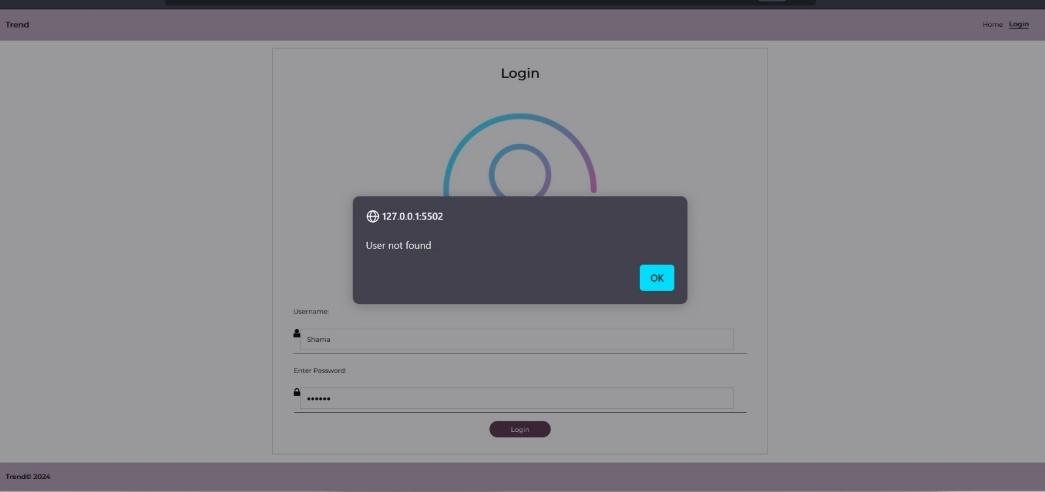 Trend
Home Login
Login
127.0.0.1:5502
User not found
OK
Username:
Shama
Enter Password
••••••
Login
Trend© 2024